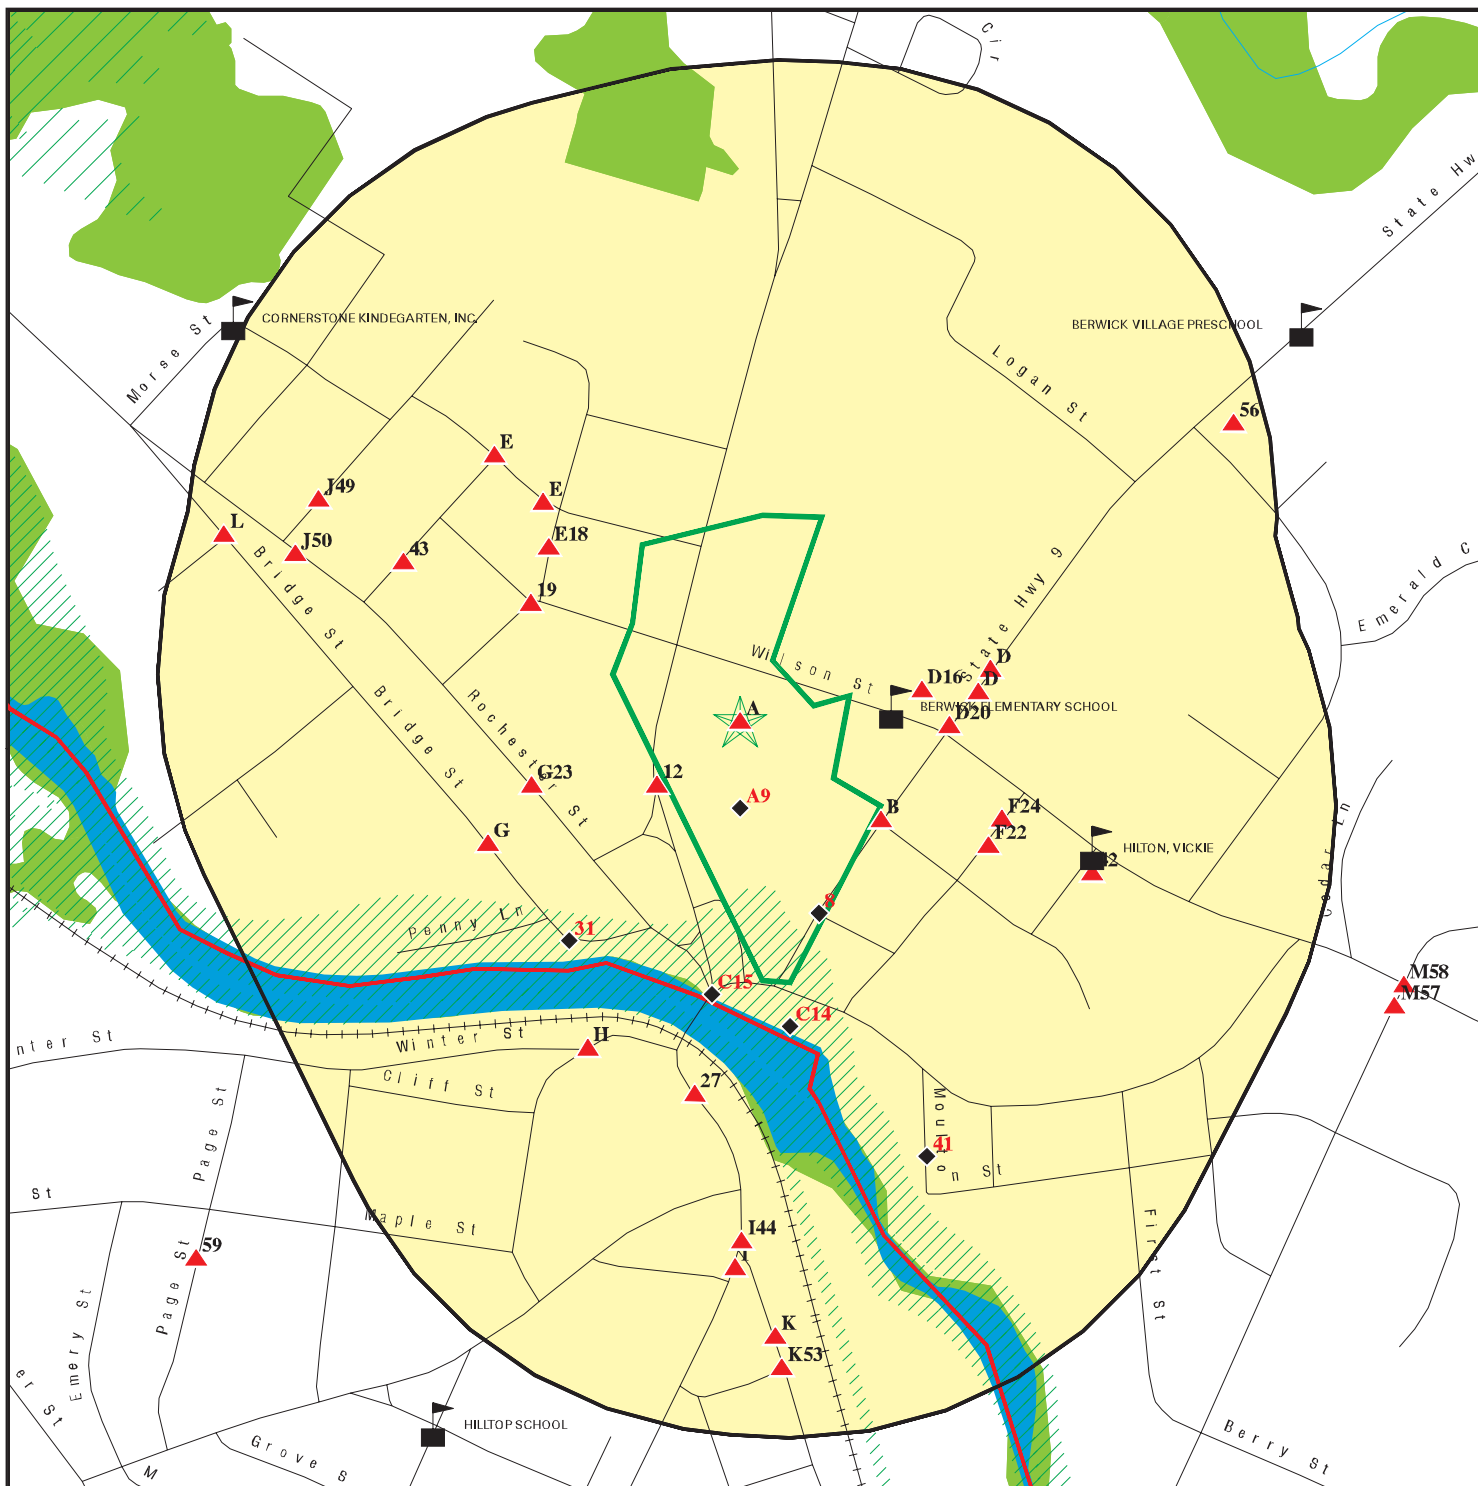 Cir
State Hw
CORNERSTONE KINDEGARTEN, INC.
BERWICK VILLAGE PRESCHOOL
Morse St
Logan St
56
E
J49
E
L
J50
43
E18
19
Bridge St
State Hwy 9
Emerald C
Wilson St
D
D16
D
BERWICK ELEMENTARY SCHOOL
D20
A
Bridge St
Rochester St
G23
12
A9
B
F24
F22
HILTON, VICKIE
G
Cedar Ln
8
Penny Ln
31
C15
M58
M57
C14
nter St
Winter St
H
Cliff St
27
Page St
Moulton St
41
St
Maple St
I44
I
59
Page St
First St
Emery St
K
K53
er St
HILLTOP SCHOOL
Grove S
M
Berry St